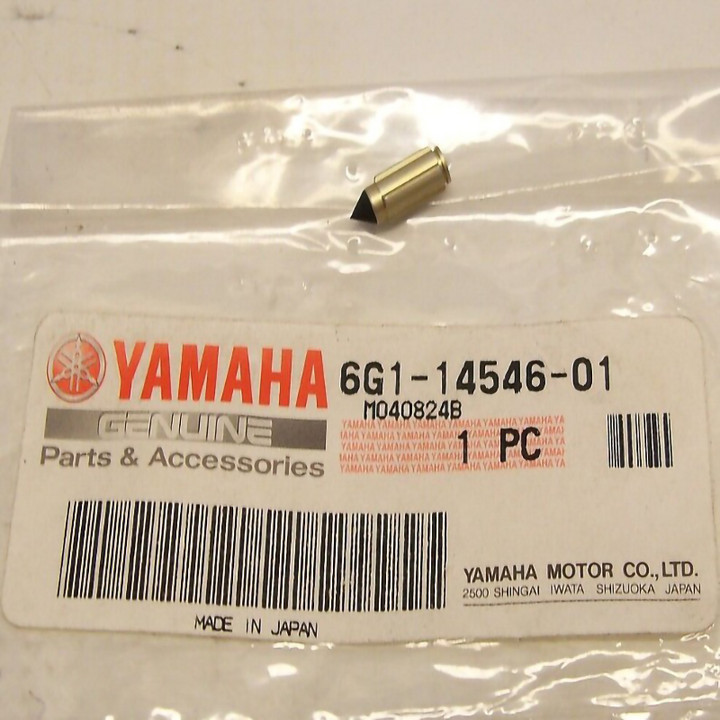 YAMAHA
6G1-14546-01
M040824B
GENUINE
1 PC
Parts & Accessories
YAMAHA MOTOR CO.,LTD.
2500 SHINGAI IWATA SHIZUOKA JAPAN
MADE IN JAPAN